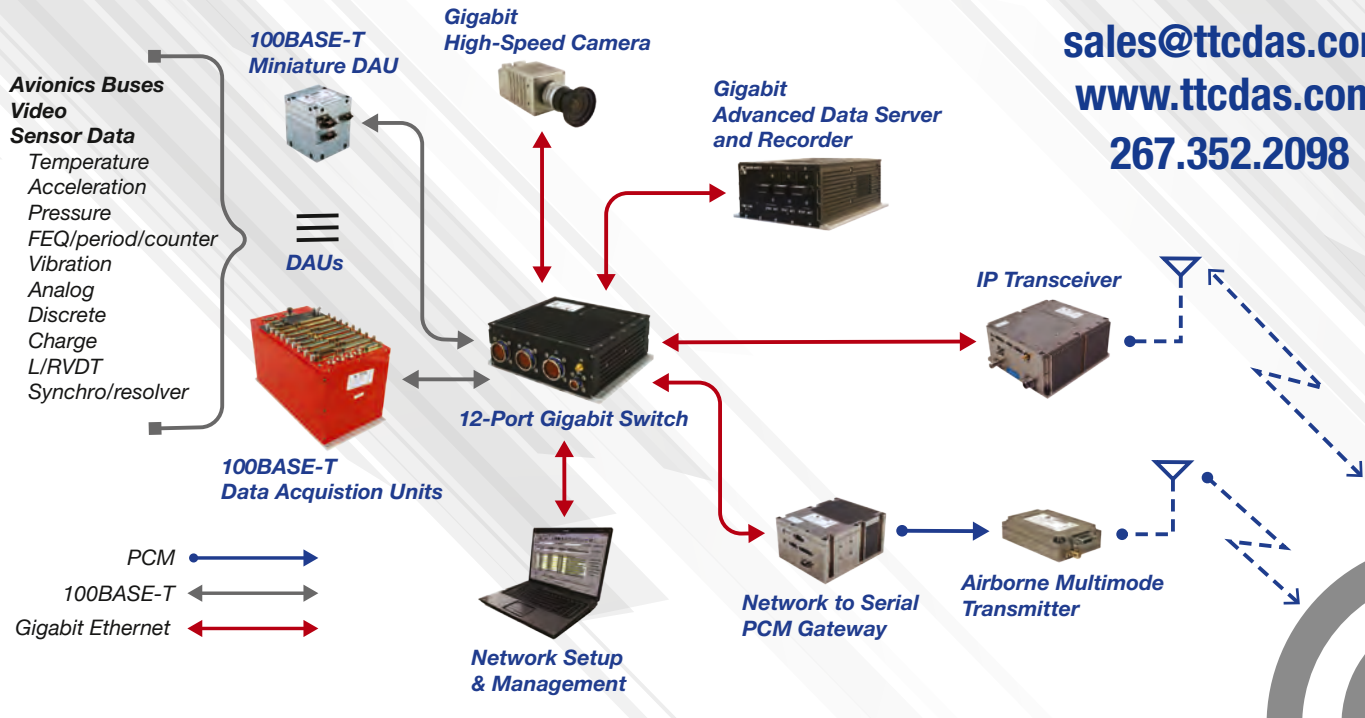 Avionics Buses
Video
Sensor Data
Temperature
Acceleration
Pressure
FEQ/period/counter
Vibration
Analog
Discrete
Charge
L/RVDT
Synchro/resolver
100BASE-T
Miniature DAU
DAUs
100BASE-T
Data Acquistion Units
Gigabit
High-Speed Camera
Gigabit
Advanced Data Server
and Recorder
sales@ttcdas.com
www.ttcdas.com
267.352.2098
IP Transceiver
12-Port Gigabit Switch
Network to Serial
PCM Gateway
Airborne Multimode
Transmitter
Network Setup
& Management
PCM
100BASE-T
Gigabit Ethernet